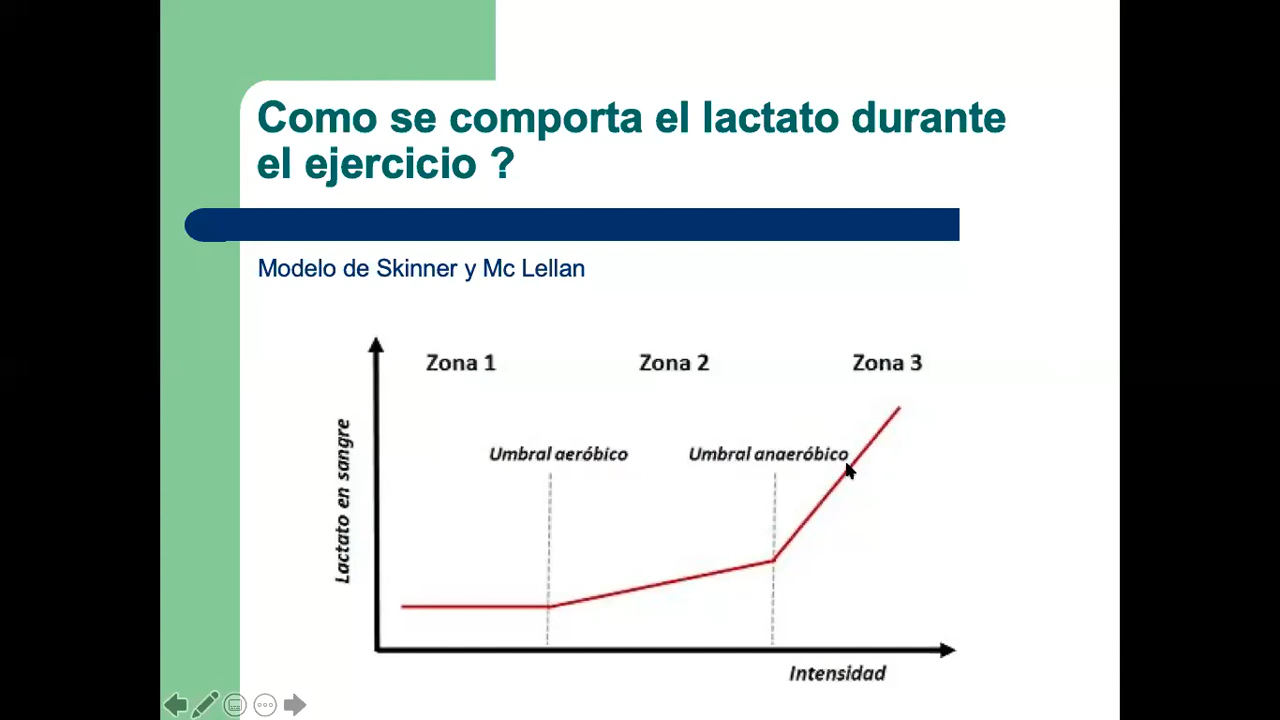 Como se comporta el lactato durante
el ejercicio ?
Modelo de Skinner y Mc Lellan
Zona 1
Zona 2
Zona 3
Umbral aeróbico
Umbral anaeróbico
Lactato en sangre
Intensidad